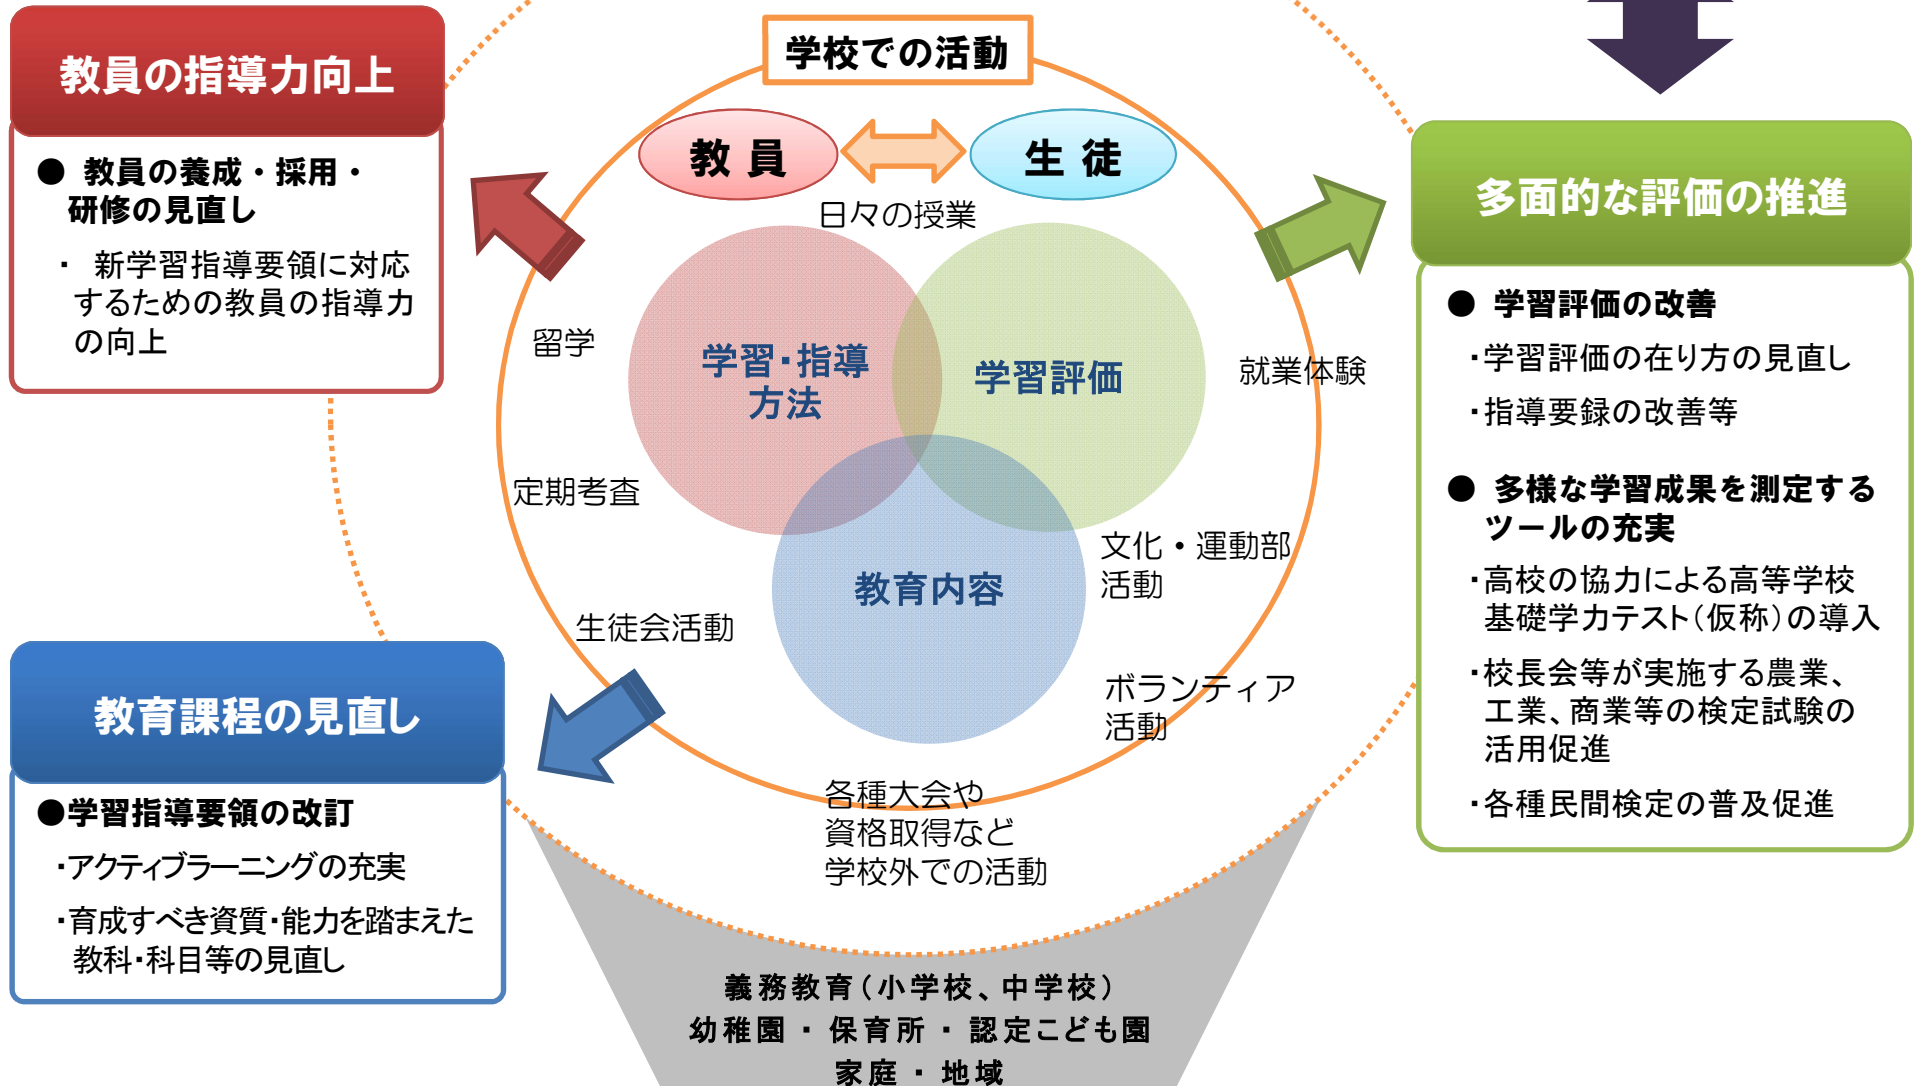 教員の指導力向上
● 教員の養成・採用・
研修の見直し
・ 新学習指導要領に対応
するための教員の指導力
の向上
学校での活動
教員
生徒
日々の授業
学習・指導
方法
学習評価
教育内容
留学
定期考査
生徒会活動
就業体験
文化・運動部
活動
ボランティア
活動
各種大会や
資格取得など
学校外での活動
教育課程の見直し
●学習指導要領の改訂
・アクティブラーニングの充実
・育成すべき資質・能力を踏まえた
教科・科目等の見直し
多面的な評価の推進
● 学習評価の改善
・学習評価の在り方の見直し
・指導要録の改善等
● 多様な学習成果を測定する
ツールの充実
・高校の協力による高等学校
基礎学力テスト（仮称）の導入
・校長会等が実施する農業、
工業、商業等の検定試験の
活用促進
・各種民間検定の普及促進
義務教育（小学校、中学校）
幼稚園・保育所・認定こども園
家庭・地域